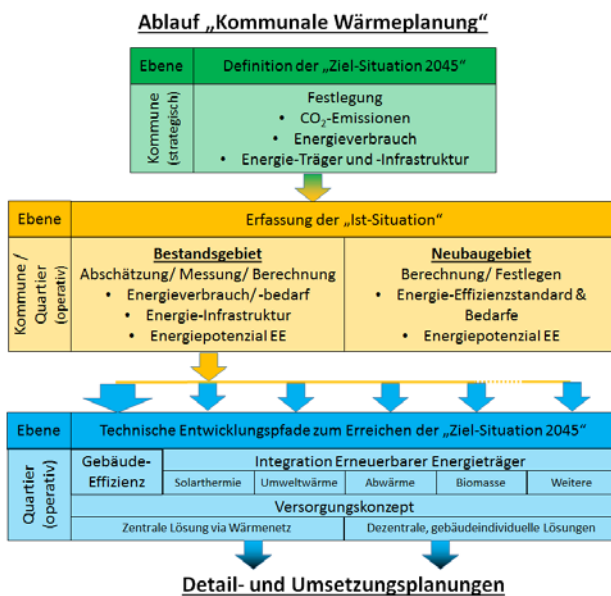 Ablauf „Kommunale Wärmeplanung“
Ebene
Definition der „Ziel-Situation 2045“
Kommune
(strategisch)
Festlegung
• CO₂-Emissionen
• Energieverbrauch
• Energie-Träger und -Infrastruktur
Ebene
Erfassung der „Ist-Situation“
Kommune /
Quartier
(operativ)
Bestandsgebiet
Abschätzung/ Messung/ Berechnung
• Energieverbrauch/ -bedarf
• Energie-Infrastruktur
• Energiepotenzial EE
Neubaugebiet
Berechnung/ Festlegen
• Energie-Effizienzstandard &
Bedarfe
• Energiepotenzial EE
Ebene
Technische Entwicklungspfade zum Erreichen der „Ziel-Situation 2045“
Quartier
(operativ)
Gebäude-
Effizienz
Integration Erneuerbarer Energieträger
Solarthermie
Umweltwärme
Abwärme
Biomasse
Weitere
Versorgungskonzept
Zentrale Lösung via Wärmenetz
Dezentrale, gebäudeindividuelle Lösungen
Detail- und Umsetzungsplanungen